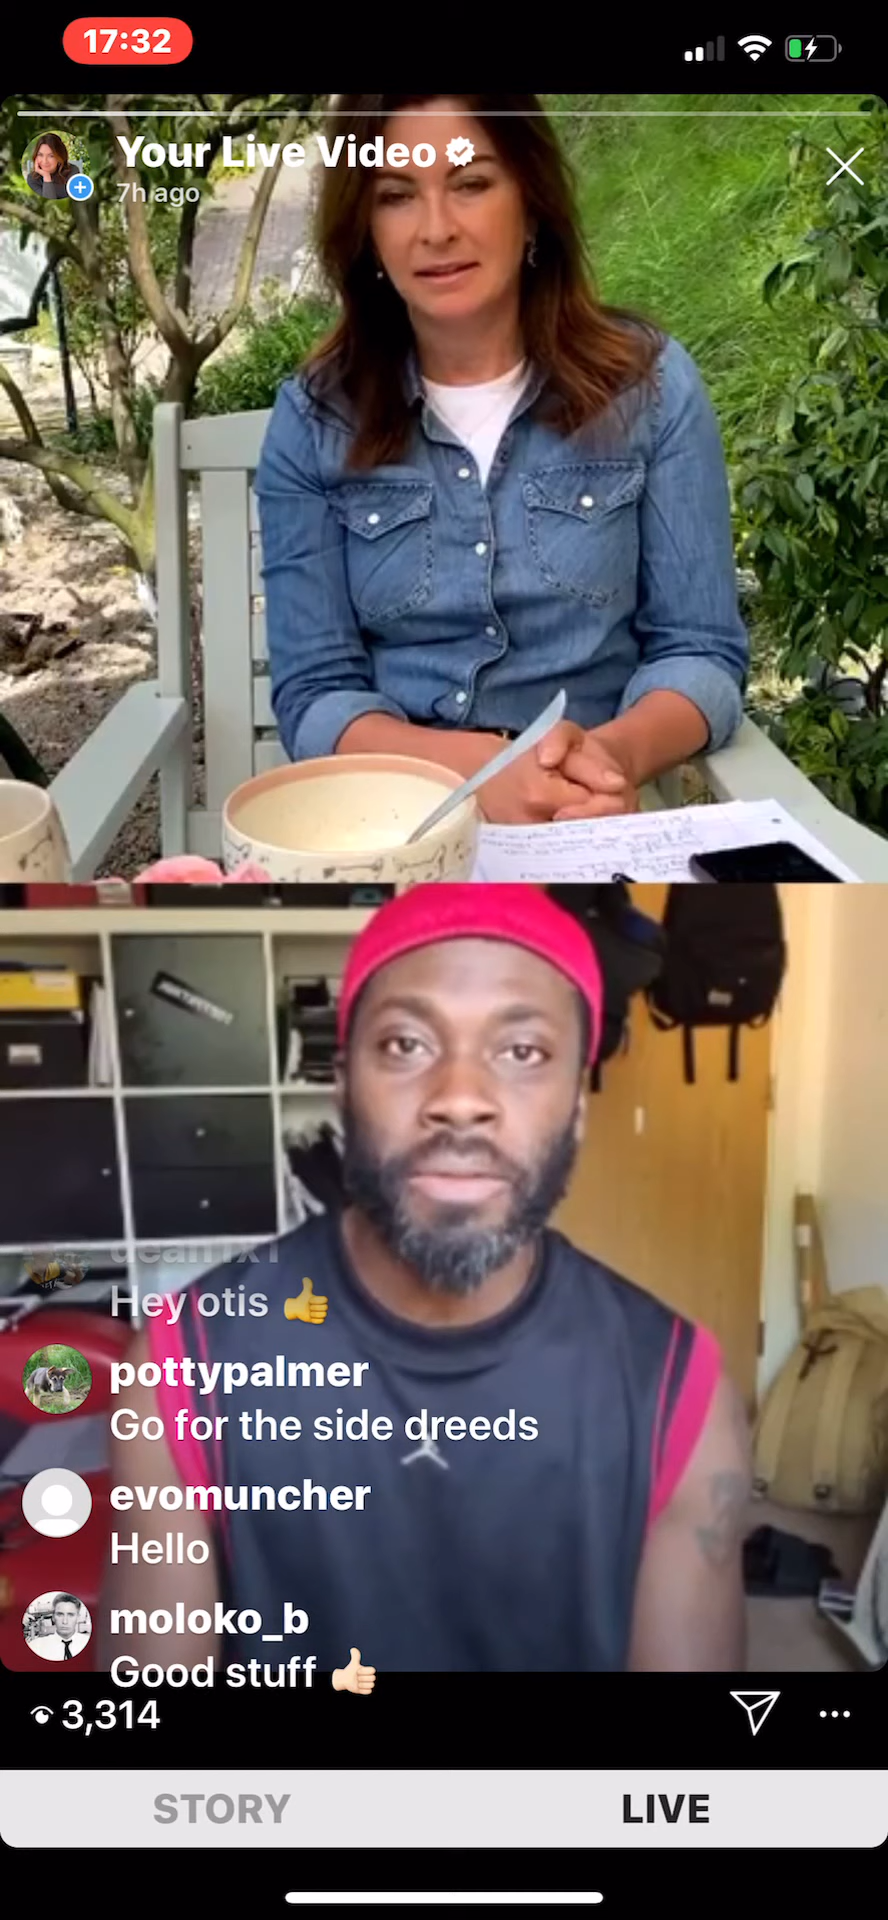 17:32
Your Live Video
7h ago
Hey otis 👍
pottypalmer
Go for the side dreeds
evomuncher
Hello
moloko_b
Good stuff 👍🏻
3,314
STORY
LIVE